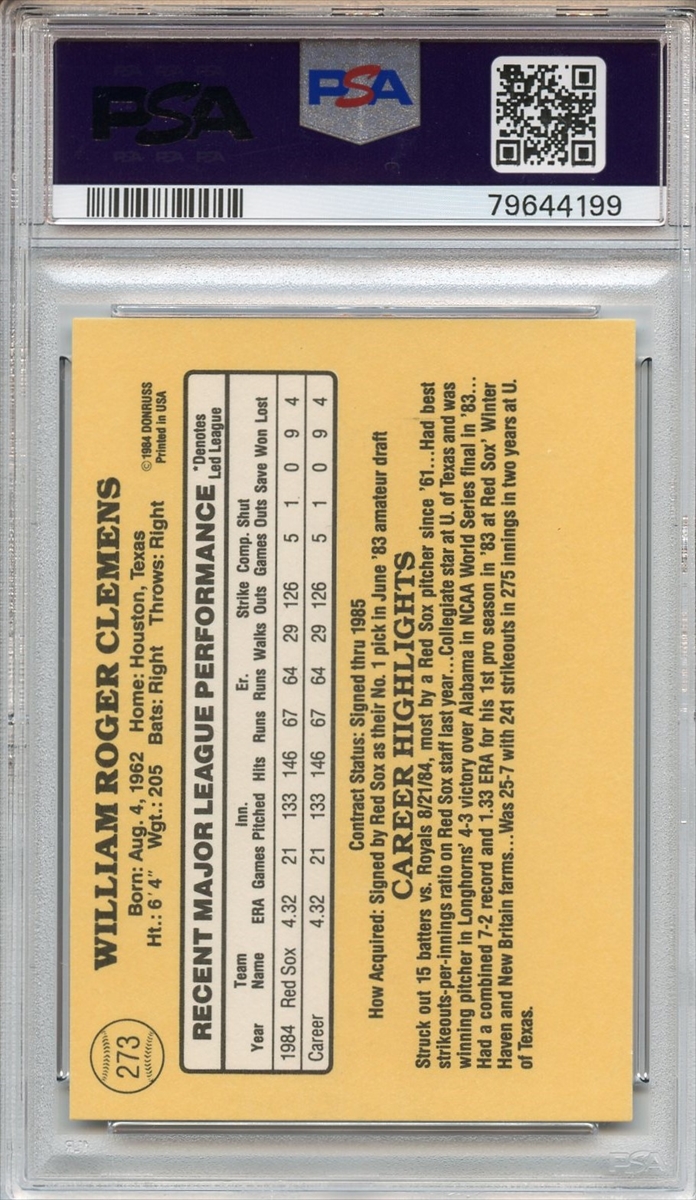 PSA
PSA
PSA PSA PSA
79644199
273
WILLIAM ROGER CLEMENS
Born: Aug. 4, 1962 Home: Houston, Texas
Ht.: 6'4" Wgt.: 205 Bats: Right Throws: Right
©1984 DONRUSS
Printed in USA
RECENT MAJOR LEAGUE PERFORMANCE
*Denotes
Led League
Year Team Name ERA Games Inn. Pitched Hits Runs Er. Runs Walks Strike Outs Comp. Games Shut Outs Save Won Lost
1984 Red Sox 4.32 21 133 146 67 64 29 126 5 1 0 9 4
Career 4.32 21 133 146 67 64 29 126 5 1 0 9 4
Contract Status: Signed thru 1985
How Acquired: Signed by Red Sox as their No. 1 pick in June '83 amateur draft
CAREER HIGHLIGHTS
Struck out 15 batters vs. Royals 8/21/84, most by a Red Sox pitcher since '61...Had best
strikeouts-per-innings ratio on Red Sox staff last year...Collegiate star at U. of Texas and was
winning pitcher in Longhorns' 4-3 victory over Alabama in NCAA World Series final in '83...
Had a combined 7-2 record and 1.33 ERA for his 1st pro season in '83 at Red Sox' Winter
Haven and New Britain farms...Was 25-7 with 241 strikeouts in 275 innings in two years at U.
of Texas.
PSA